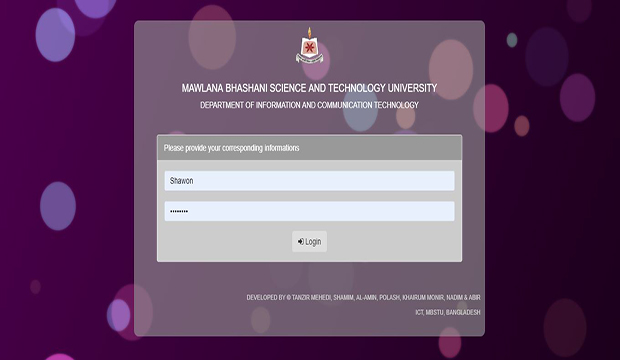 MAWLANA BHASHANI SCIENCE AND TECHNOLOGY UNIVERSITY
DEPARTMENT OF INFORMATION AND COMMUNICATION TECHNOLOGY
Please provide your corresponding informations
Shawon
••••••••
Login
DEVELOPED BY © TANZIR MEHEDI, SHAMIM, AL-AMIN, POLASH, KHAIRUM MONIR, NADIM & ABIR
ICT, MBSTU, BANGLADESH